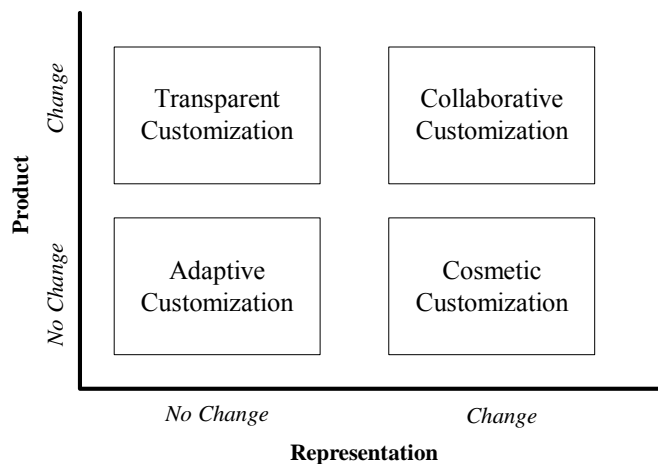 Product
Change
No Change
Transparent
Customization
Collaborative
Customization
Adaptive
Customization
Cosmetic
Customization
No Change
Change
Representation